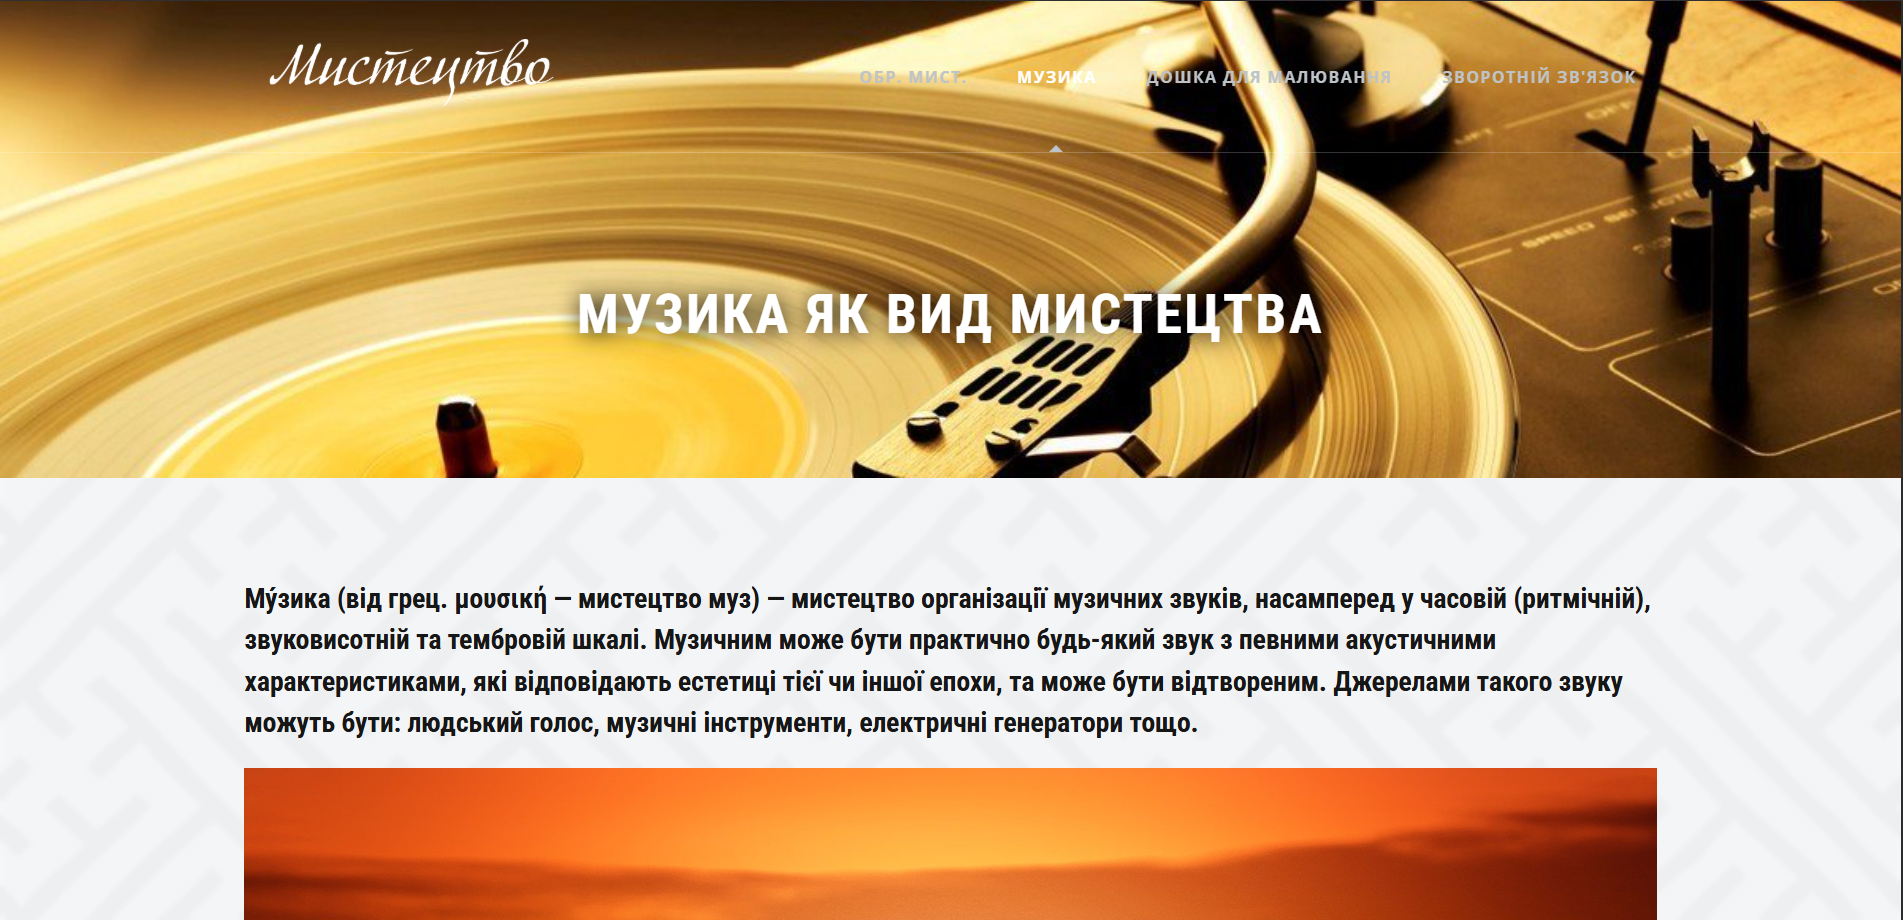 Мистецтво
ОБР. МИСТ. МУЗИКА ДОШКА ДЛЯ МАЛЮВАННЯ ЗВОРОТНІЙ ЗВ'ЯЗОК
OFF
SPEED
МУЗИКА ЯК ВИД МИСТЕЦТВА
Му́зика (від грец. μουσική — мистецтво муз) — мистецтво організації музичних звуків, насамперед у часовій (ритмічній),
звуковисотній та тембровій шкалі. Музичним може бути практично будь-який звук з певними акустичними
характеристиками, які відповідають естетиці тієї чи іншої епохи, та може бути відтвореним. Джерелами такого звуку
можуть бути: людський голос, музичні інструменти, електричні генератори тощо.